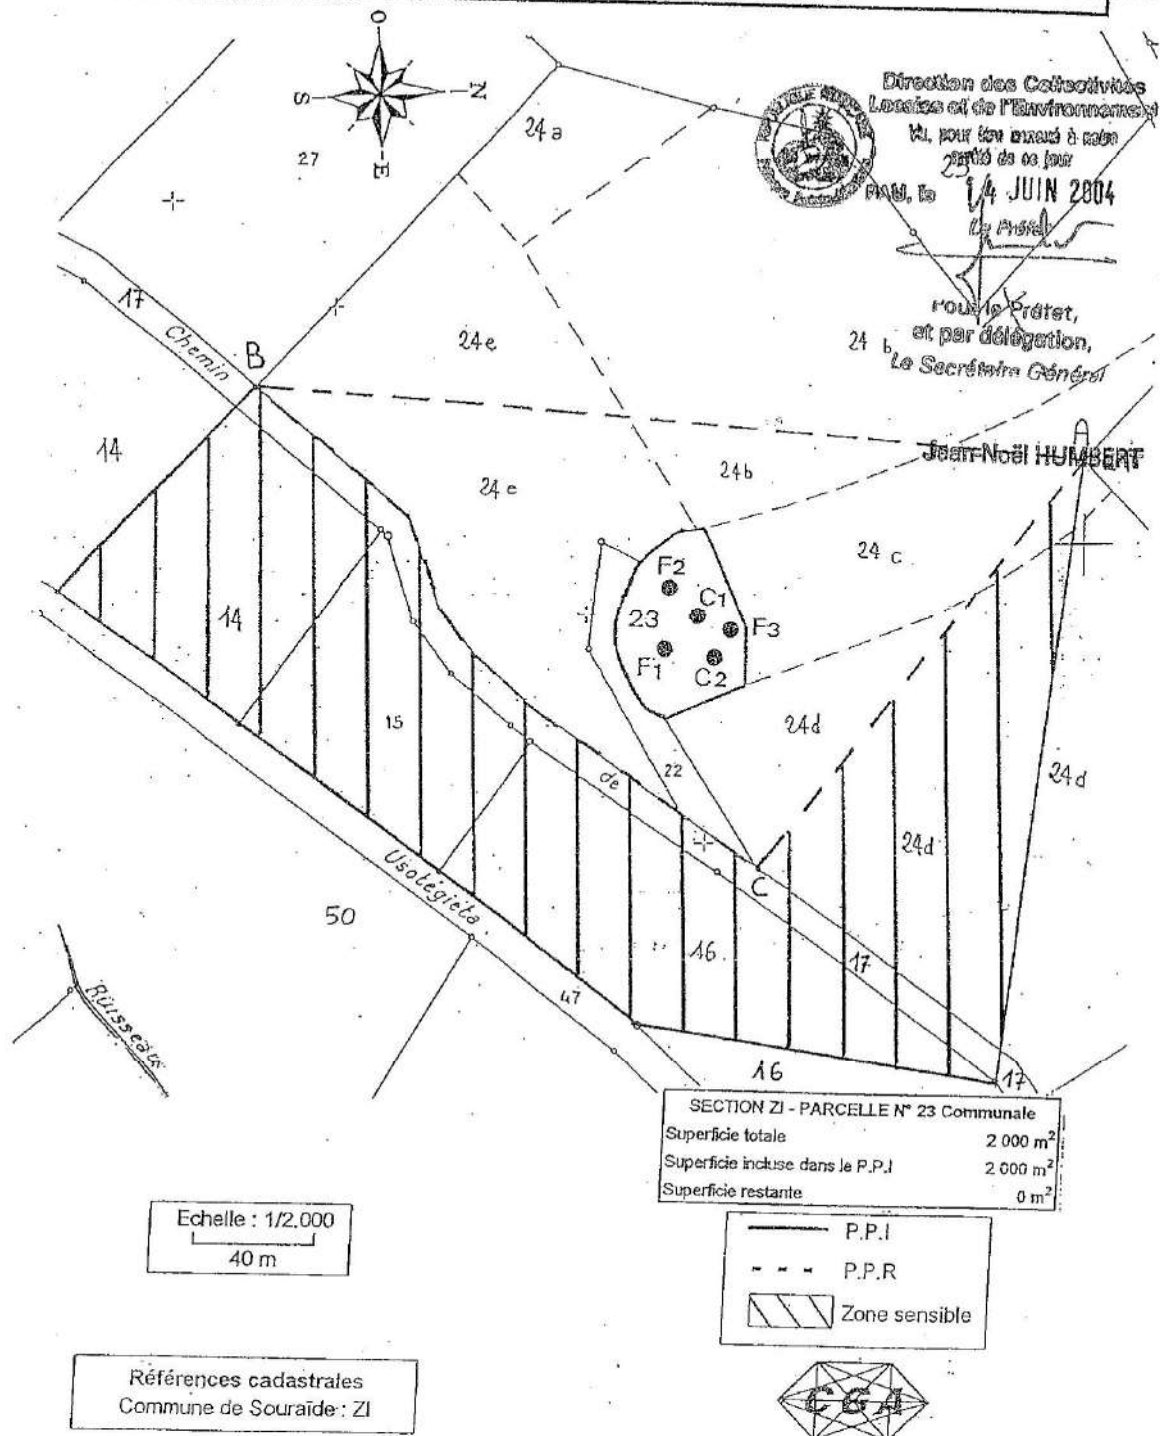 O
S
N
E
27
24a
Direction des Collectivités
Locales et de l'Environnement
Vu, pour être annexé à notre
arrêté de ce jour
25
PAU, le 14 JUIN 2004
Le Préfet
Pour le Préfet,
et par délégation,
Le Secrétaire Général
Jean-Noël HUMBERT
17
Chemin
B
24e
24 b
A
14
24e
24b
24 c
F2
C1
23
F3
F1
C2
14
15
24d
22
de
24d
24d
C
Usotégiéta
50
16
17
47
Ruisseau
16
17
SECTION ZI - PARCELLE N° 23 Communale
Superficie totale 2 000 m²
Superficie incluse dans le P.P.I 2 000 m²
Superficie restante 0 m²
Echelle : 1/2.000
40 m
P.P.I
P.P.R
Zone sensible
Références cadastrales
Commune de Souraïde : ZI
C G A